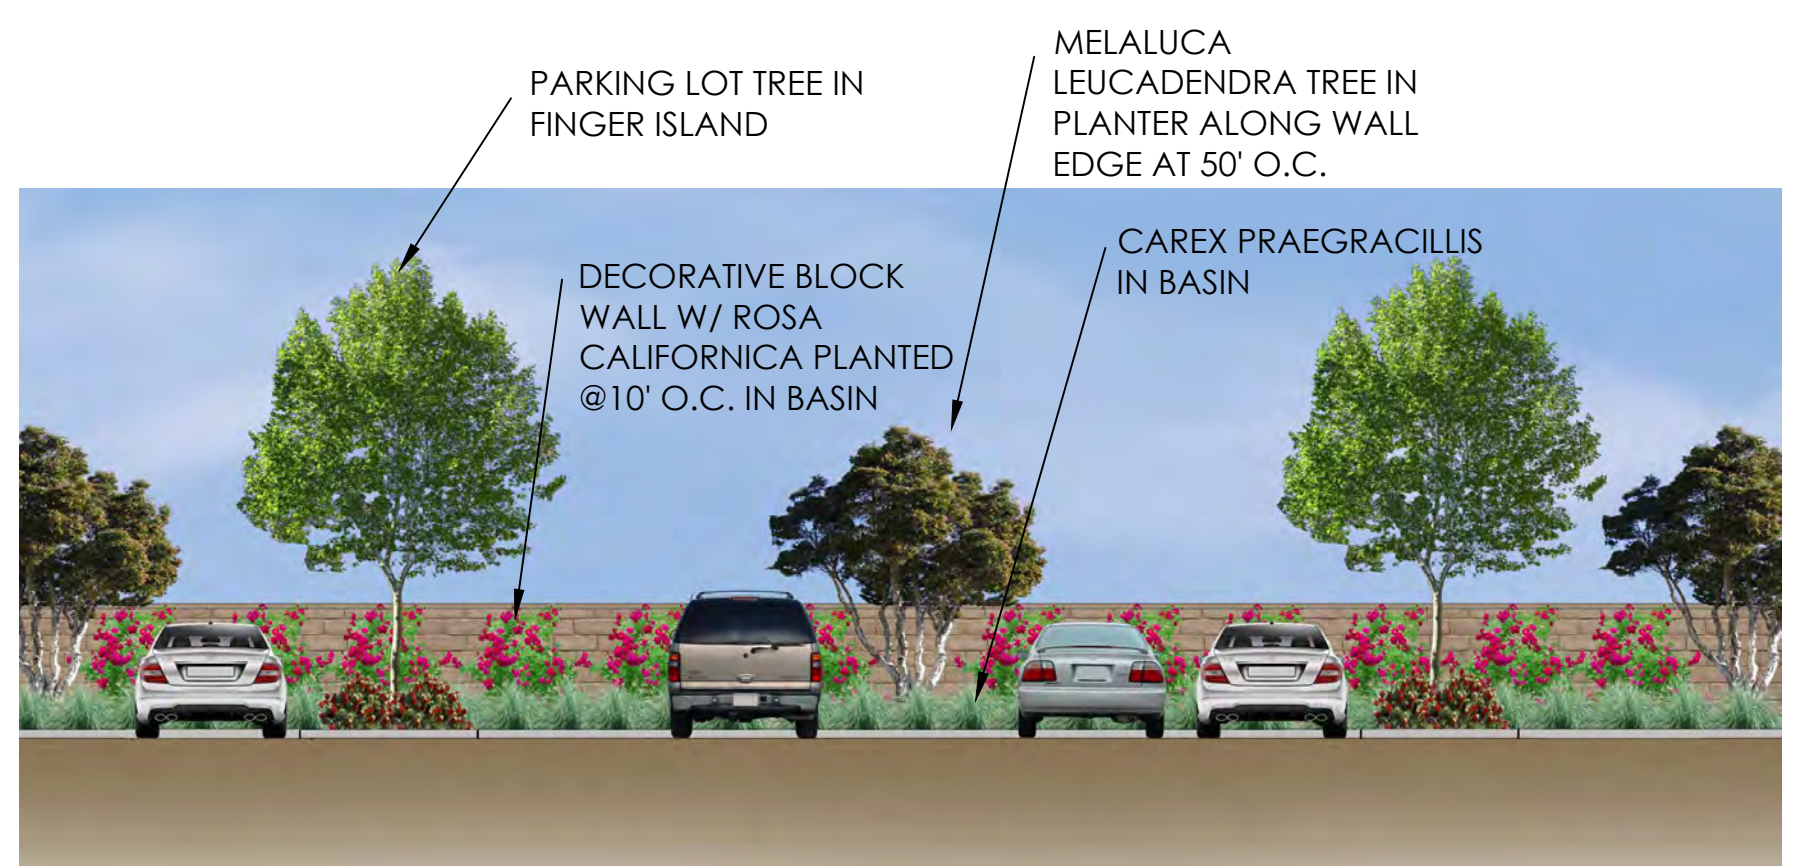 PARKING LOT TREE IN
FINGER ISLAND
MELALUCA
LEUCADENDRA TREE IN
PLANTER ALONG WALL
EDGE AT 50' O.C.
DECORATIVE BLOCK
WALL W/ ROSA
CALIFORNICA PLANTED
@10' O.C. IN BASIN
CAREX PRAEGRACILLIS
IN BASIN